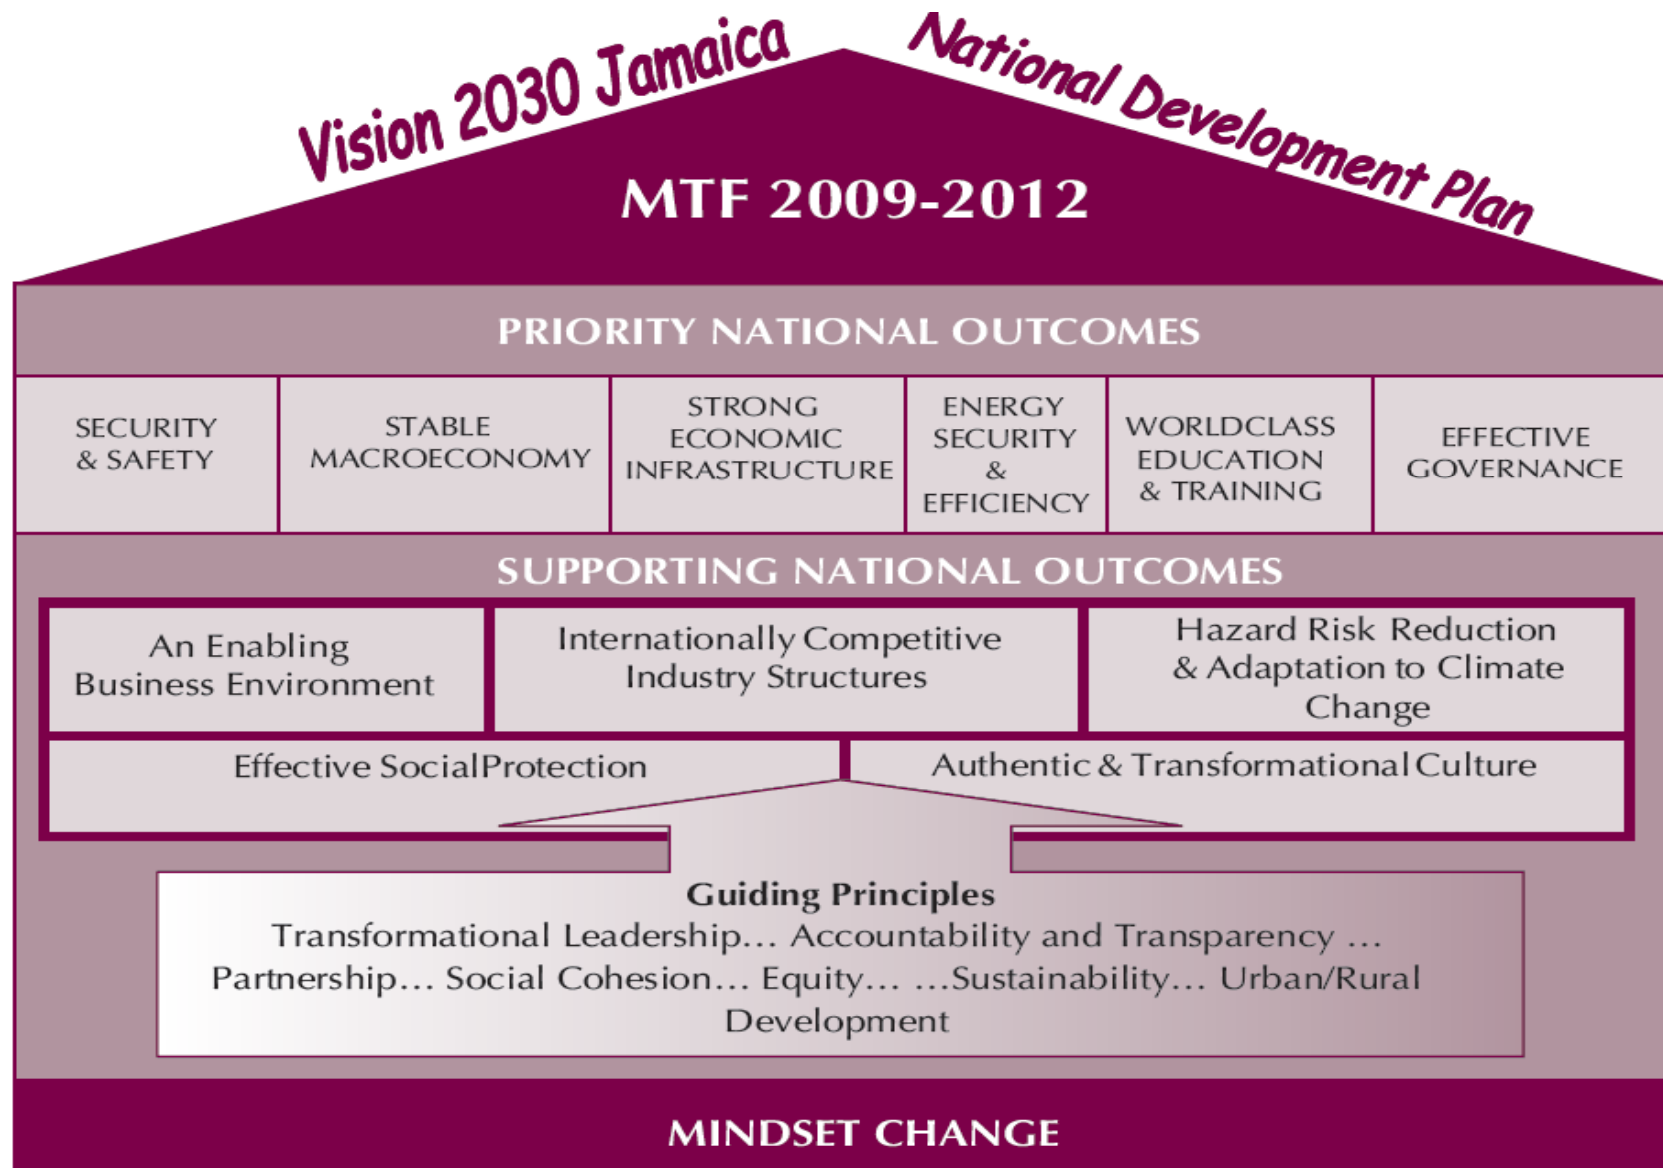 Vision 2030 Jamaica
National Development Plan
MTF 2009-2012
PRIORITY NATIONAL OUTCOMES
SECURITY
& SAFETY
STABLE
MACROECONOMY
STRONG
ECONOMIC
INFRASTRUCTURE
ENERGY
SECURITY
&
EFFICIENCY
WORLDCLASS
EDUCATION
& TRAINING
EFFECTIVE
GOVERNANCE
SUPPORTING NATIONAL OUTCOMES
An Enabling
Business Environment
Internationally Competitive
Industry Structures
Hazard Risk Reduction
& Adaptation to Climate
Change
Effective SocialProtection
Authentic & Transformational Culture
Guiding Principles
Transformational Leadership... Accountability and Transparency ...
Partnership... Social Cohesion... Equity... ...Sustainability... Urban/Rural
Development
MINDSET CHANGE